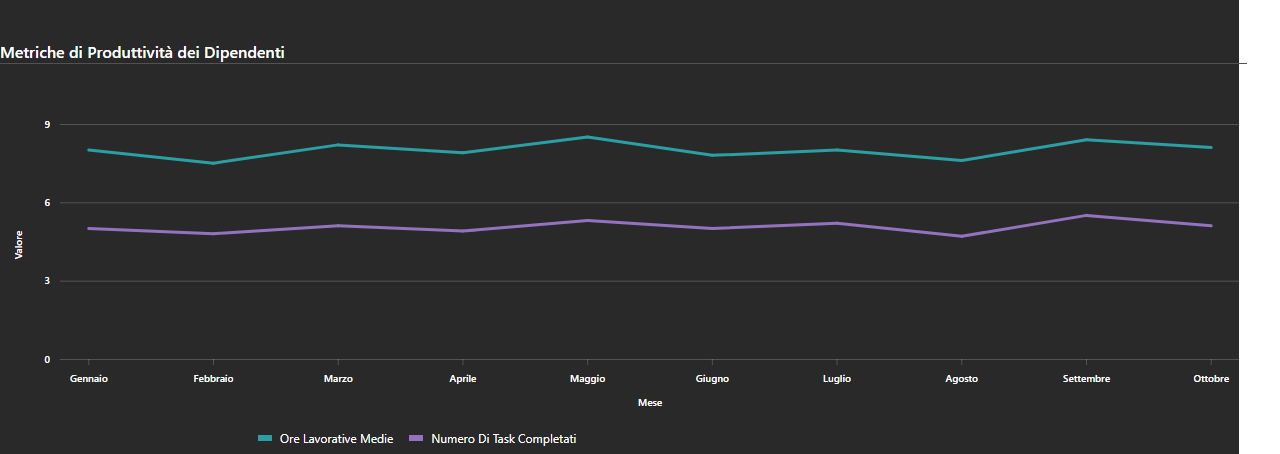 Metriche di Produttività dei Dipendenti
9
6
3
0
Valore
Gennaio Febbraio Marzo Aprile Maggio Giugno Luglio Agosto Settembre Ottobre
Mese
Ore Lavorative Medie Numero Di Task Completati